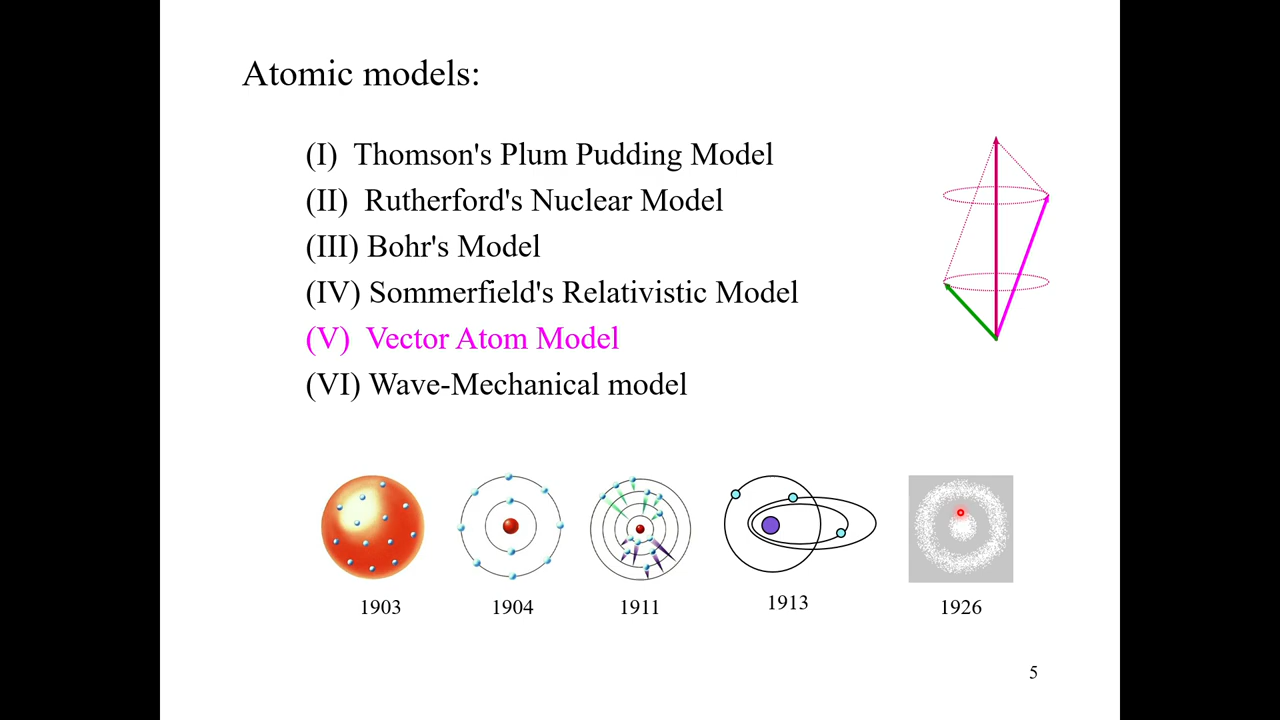 Atomic models:
(I) Thomson's Plum Pudding Model
(II) Rutherford's Nuclear Model
(III) Bohr's Model
(IV) Sommerfield's Relativistic Model
(V) Vector Atom Model
(VI) Wave-Mechanical model
1903
1904
1911
1913
1926
5